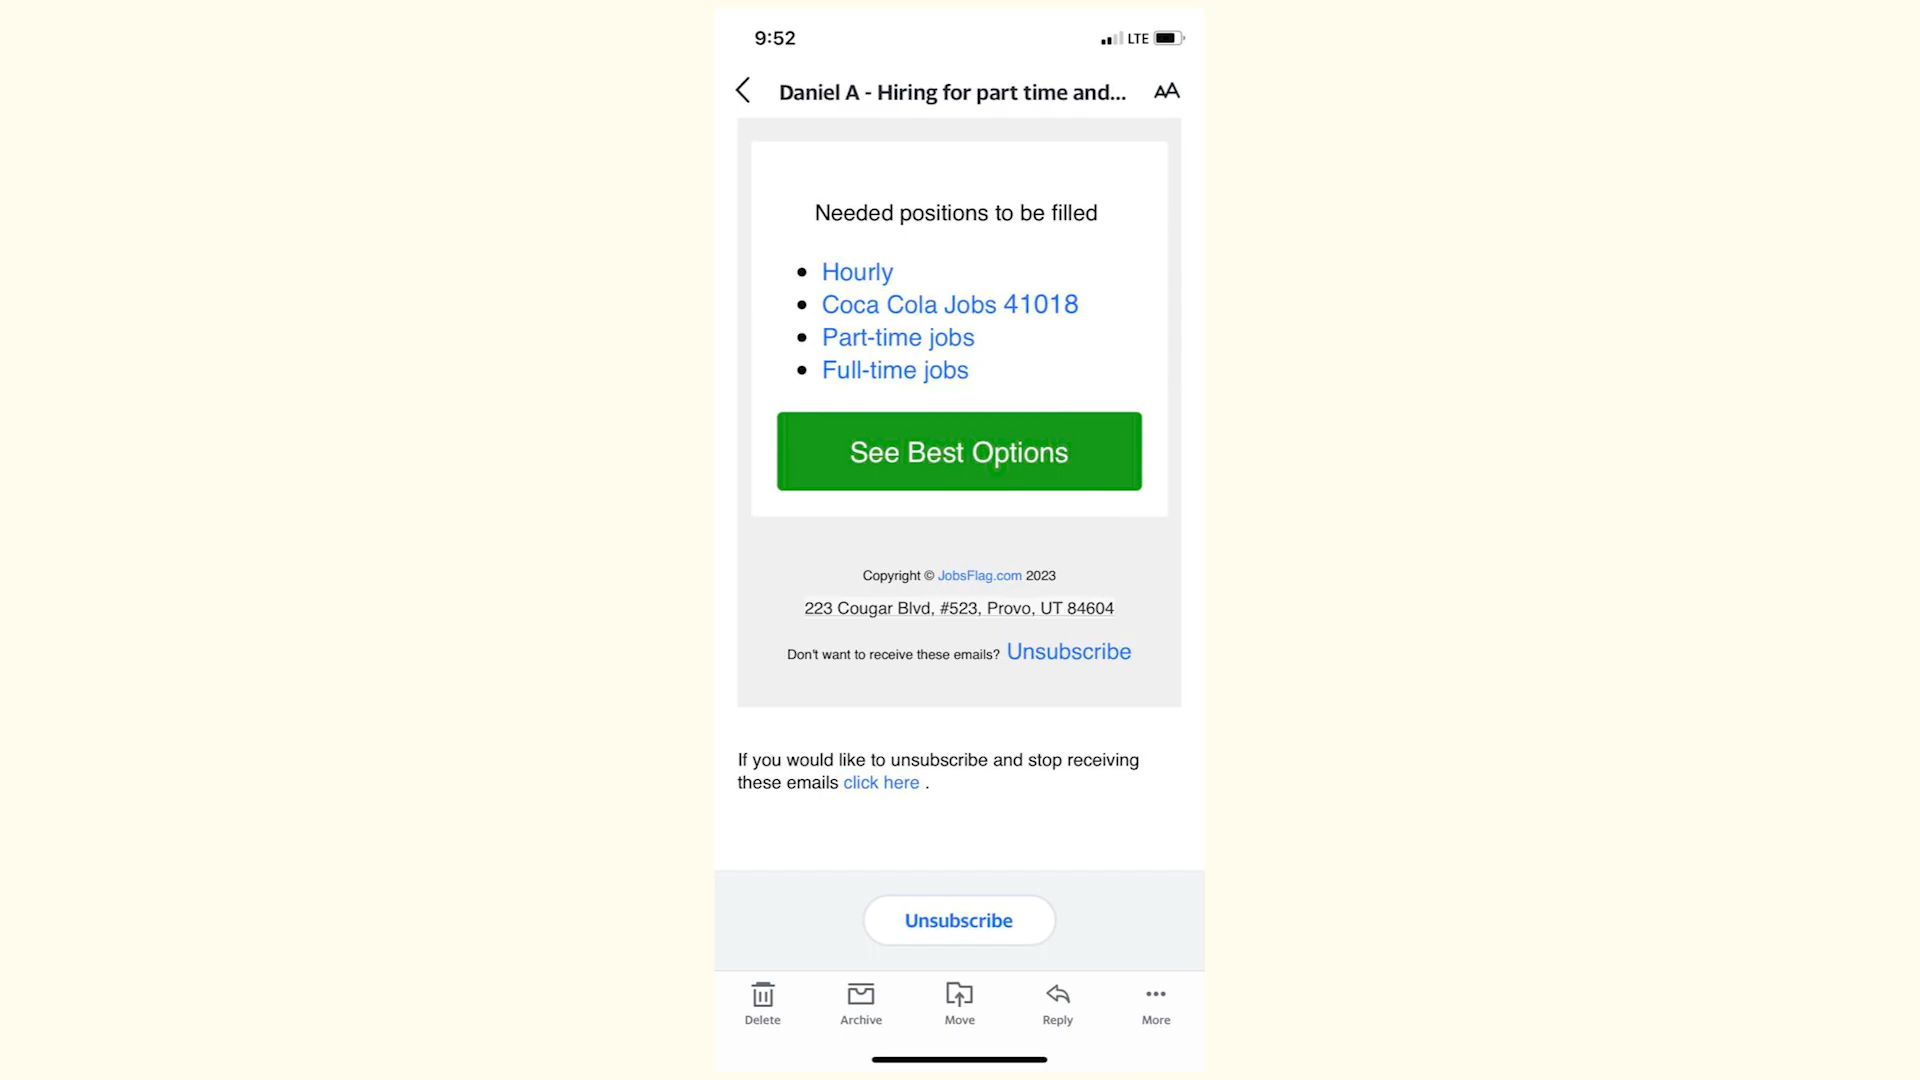 9:52
LTE
Daniel A - Hiring for part time and...
AA
Needed positions to be filled
• Hourly
• Coca Cola Jobs 41018
• Part-time jobs
• Full-time jobs
See Best Options
Copyright © JobsFlag.com 2023
223 Cougar Blvd, #523, Provo, UT 84604
Don't want to receive these emails? Unsubscribe
If you would like to unsubscribe and stop receiving
these emails click here .
Unsubscribe
Delete Archive Move Reply More